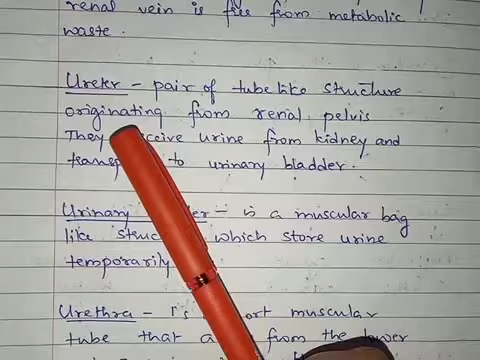 renal vein is free from metabolic
waste.
Ureter - pair of tube like structure
originating from renal pelvis
They urine from kidney and
to urinary bladder.
Urinary - is a muscular bag
like which store urine
temporarily
Urethra - Is muscular
tube that from the lower